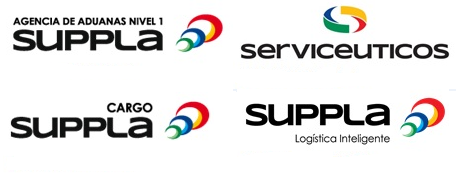 AGENCIA DE ADUANAS NIVEL 1
SUPPLA
SERVICEUTICOS
CARGO
SUPPLA
SUPPLA
Logística Inteligente